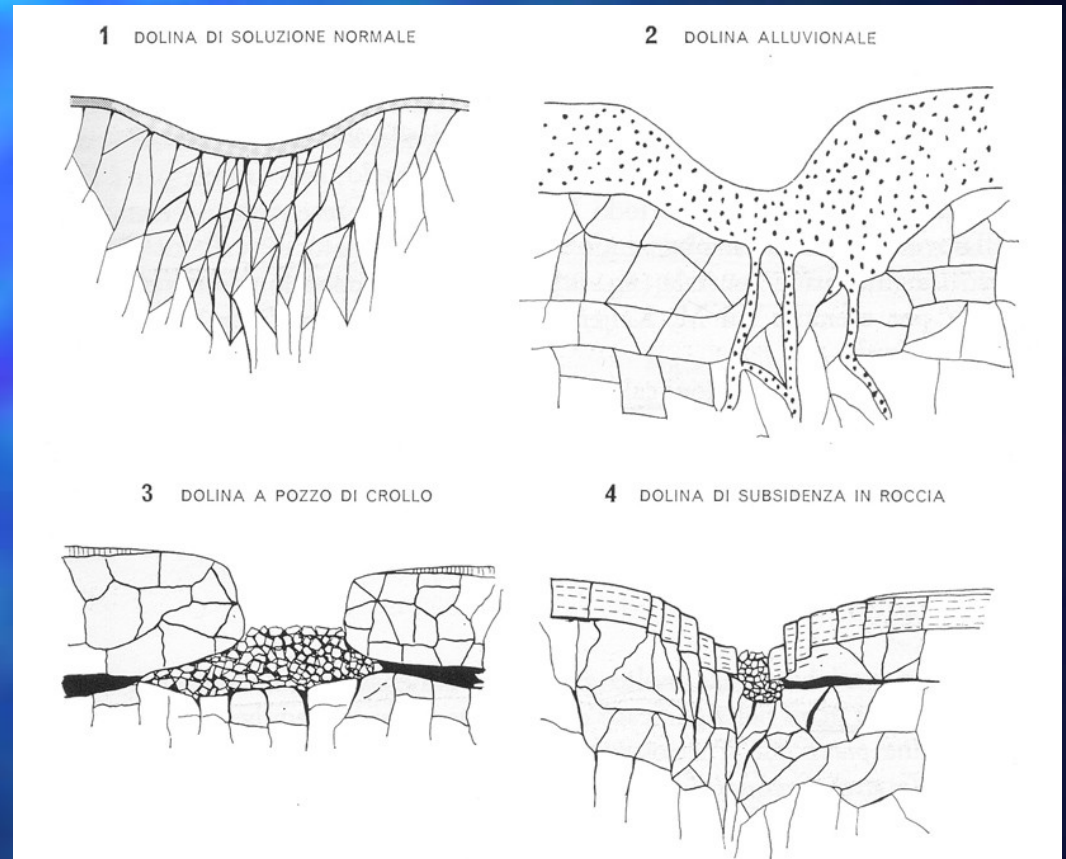 1 DOLINA DI SOLUZIONE NORMALE
2 DOLINA ALLUVIONALE
3 DOLINA A POZZO DI CROLLO
4 DOLINA DI SUBSIDENZA IN ROCCIA